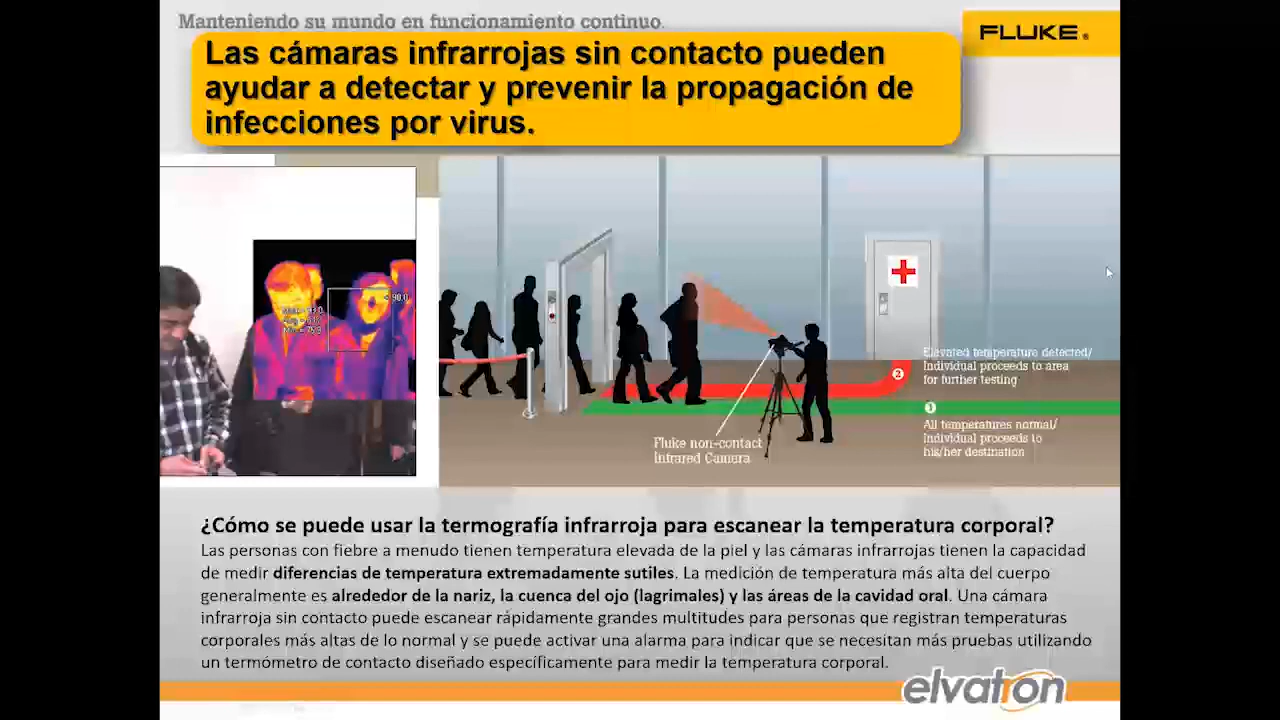 Manteniendo su mundo en funcionamiento continuo.
FLUKE®
Las cámaras infrarrojas sin contacto pueden
ayudar a detectar y prevenir la propagación de
infecciones por virus.
90.0
Elevated temperature detected/
Individual proceeds to area
for further testing
2
1
All temperatures normal/
Individual proceeds to
his/her destination
Fluke non-contact
Infrared Camera
¿Cómo se puede usar la termografía infrarroja para escanear la temperatura corporal?
Las personas con fiebre a menudo tienen temperatura elevada de la piel y las cámaras infrarrojas tienen la capacidad
de medir diferencias de temperatura extremadamente sutiles. La medición de temperatura más alta del cuerpo
generalmente es alrededor de la nariz, la cuenca del ojo (lagrimales) y las áreas de la cavidad oral. Una cámara
infrarroja sin contacto puede escanear rápidamente grandes multitudes para personas que registran temperaturas
corporales más altas de lo normal y se puede activar una alarma para indicar que se necesitan más pruebas utilizando
un termómetro de contacto diseñado específicamente para medir la temperatura corporal.
elvatron